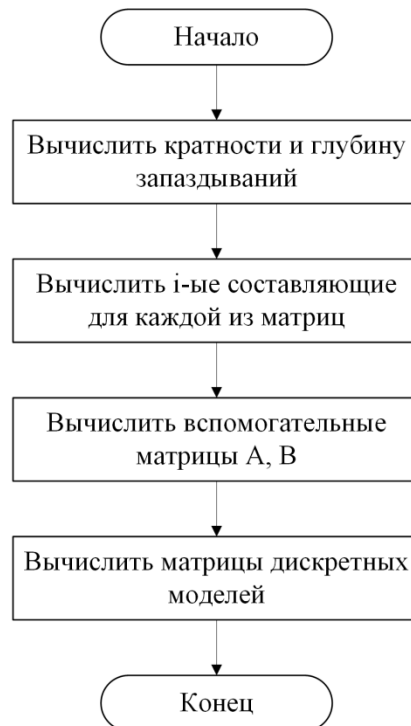 Начало
Вычислить кратности и глубину
запаздываний
Вычислить i-ые составляющие
для каждой из матриц
Вычислить вспомогательные
матрицы A, B
Вычислить матрицы дискретных
моделей
Конец